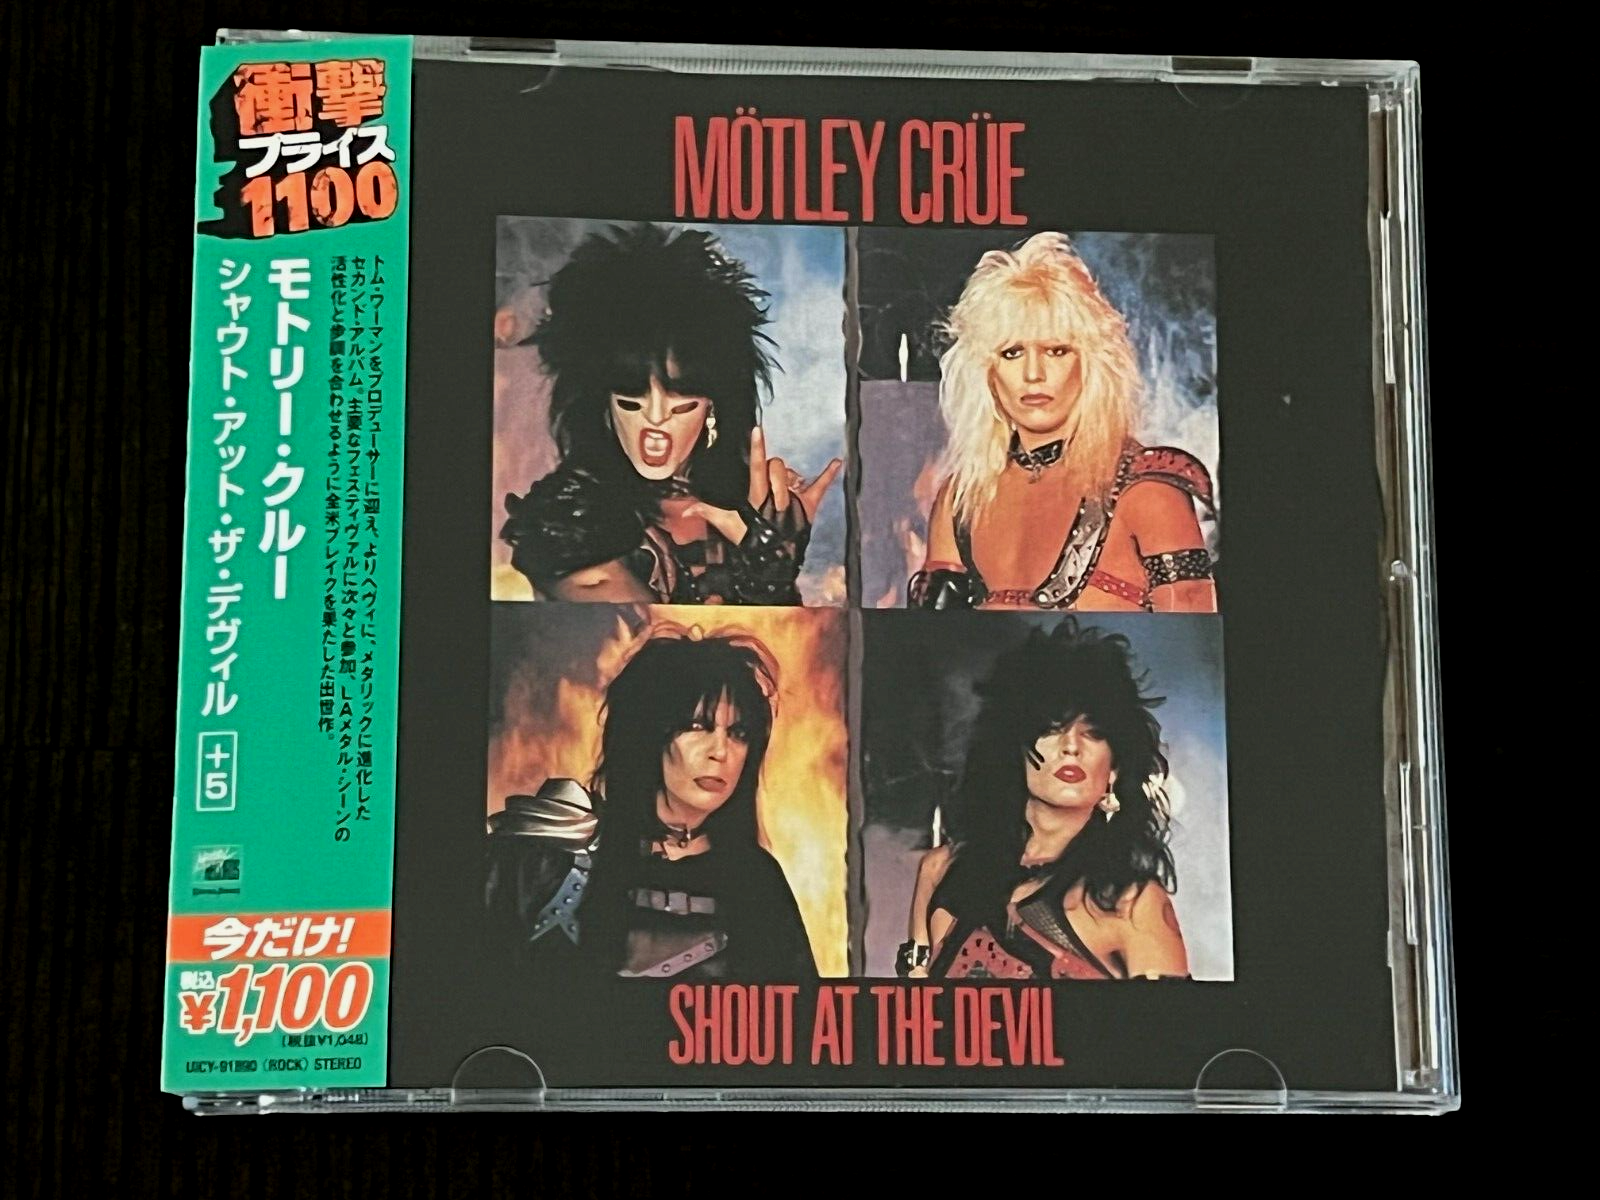 衝撃
プライス
1100
モトリー・クルー
シャウト・アット・ザ・デヴィル +5
トム・ワーマンをプロデューサーに迎え、よりヘヴィに、メタリックに進化した
セカンド・アルバム。主要なフェスティヴァルに次々と参加、LAメタル・シーンの
活性化と歩調を合わせるように全米ブレイクを果たした出世作。
今だけ!
税込
¥1,100
(税抜¥1,048)
(ROCK) STEREO
MÖTLEY CRÜE
SHOUT AT THE DEVIL